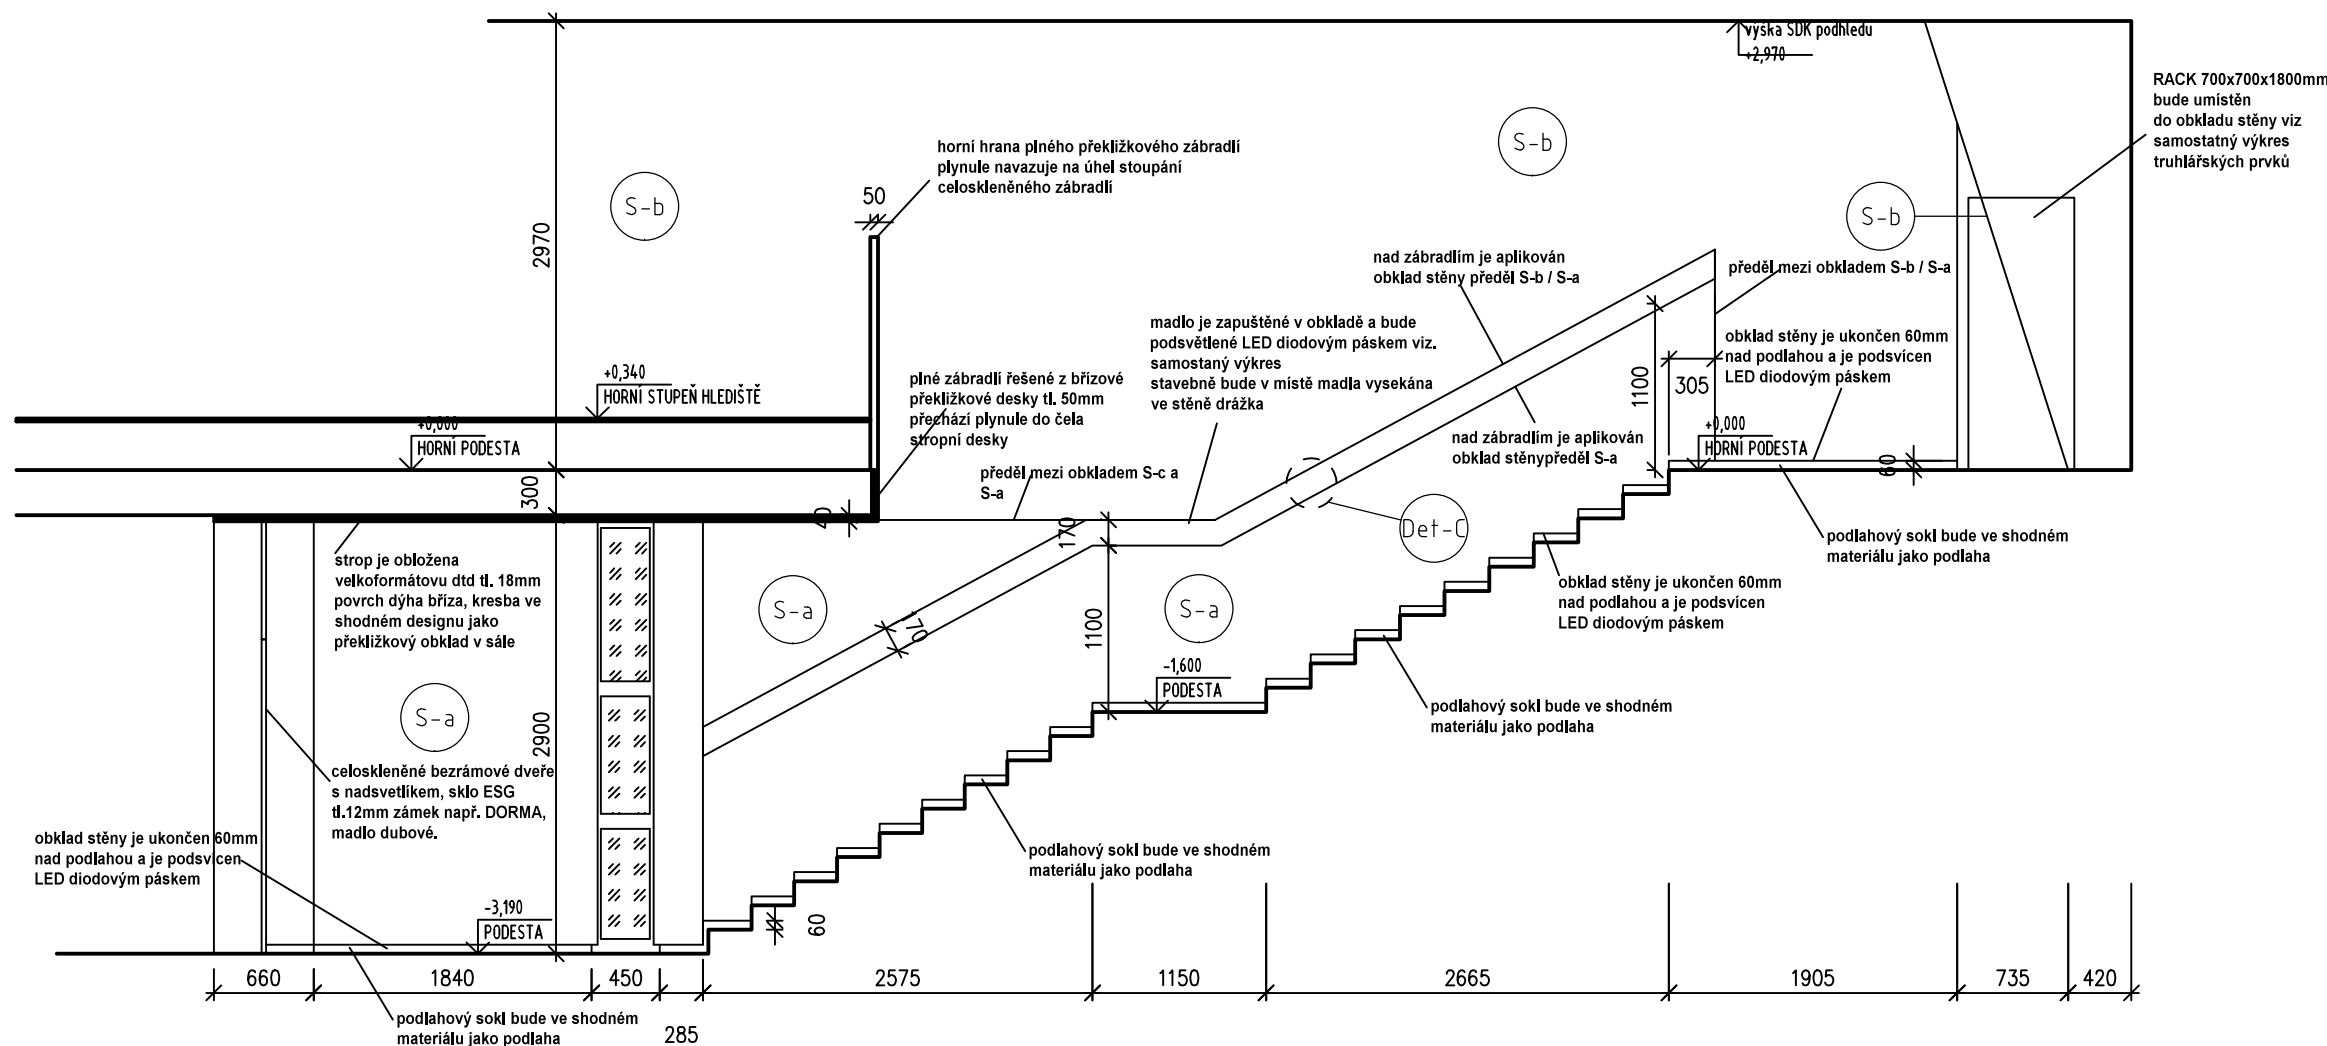 výška SDK podhledu
+2,970
RACK 700x700x1800mm
bude umístěn
do obkladu stěny viz
samostatný výkres
truhlářských prvků
S-b
horní hrana plného překližkového zábradlí
plynule navazuje na úhel stoupání
celoskleněného zábradlí
S-b
50
S-b
2970
nad zábradlím je aplikován
obklad stěny předěl S-b / S-a
předěl mezi obkladem S-b / S-a
madlo je zapuštěné v obkladě a bude
podsvětlené LED diodovým páskem viz.
samostaný výkres
stavebně bude v místě madla vysekána
ve stěně drážka
obklad stěny je ukončen 60mm
nad podlahou a je podsvícen
LED diodovým páskem
+0,340
HORNÍ STUPEŇ HLEDIŠTĚ
plné zábradlí řešené z břízové
překližkové desky tl. 50mm
přechází plynule do čela
stropní desky
1100
305
+0,000
HORNÍ PODESTA
+0,000
HORNÍ PODESTA
nad zábradlím je aplikován
obklad stěnypředěl S-a
předěl mezi obkladem S-c a
S-a
60
300
40
170
Det-C
podlahový sokl bude ve shodném
materiálu jako podlaha
strop je obložena
velkoformátovu dtd tl. 18mm
povrch dýha bříza, kresba ve
shodném designu jako
překližkový obklad v sále
S-a
170
S-a
1100
obklad stěny je ukončen 60mm
nad podlahou a je podsvícen
LED diodovým páskem
-1,600
PODESTA
S-a
2900
podlahový sokl bude ve shodném
materiálu jako podlaha
celoskleněné bezrámové dveře
s nadsvetlíkem, sklo ESG
tl.12mm zámek např. DORMA,
madlo dubové.
obklad stěny je ukončen 60mm
nad podlahou a je podsvícen
LED diodovým páskem
podlahový sokl bude ve shodném
materiálu jako podlaha
-3,190
PODESTA
60
660
1840
450
2575
1150
2665
1905
735
420
podlahový sokl bude ve shodném
materiálu jako podlaha
285